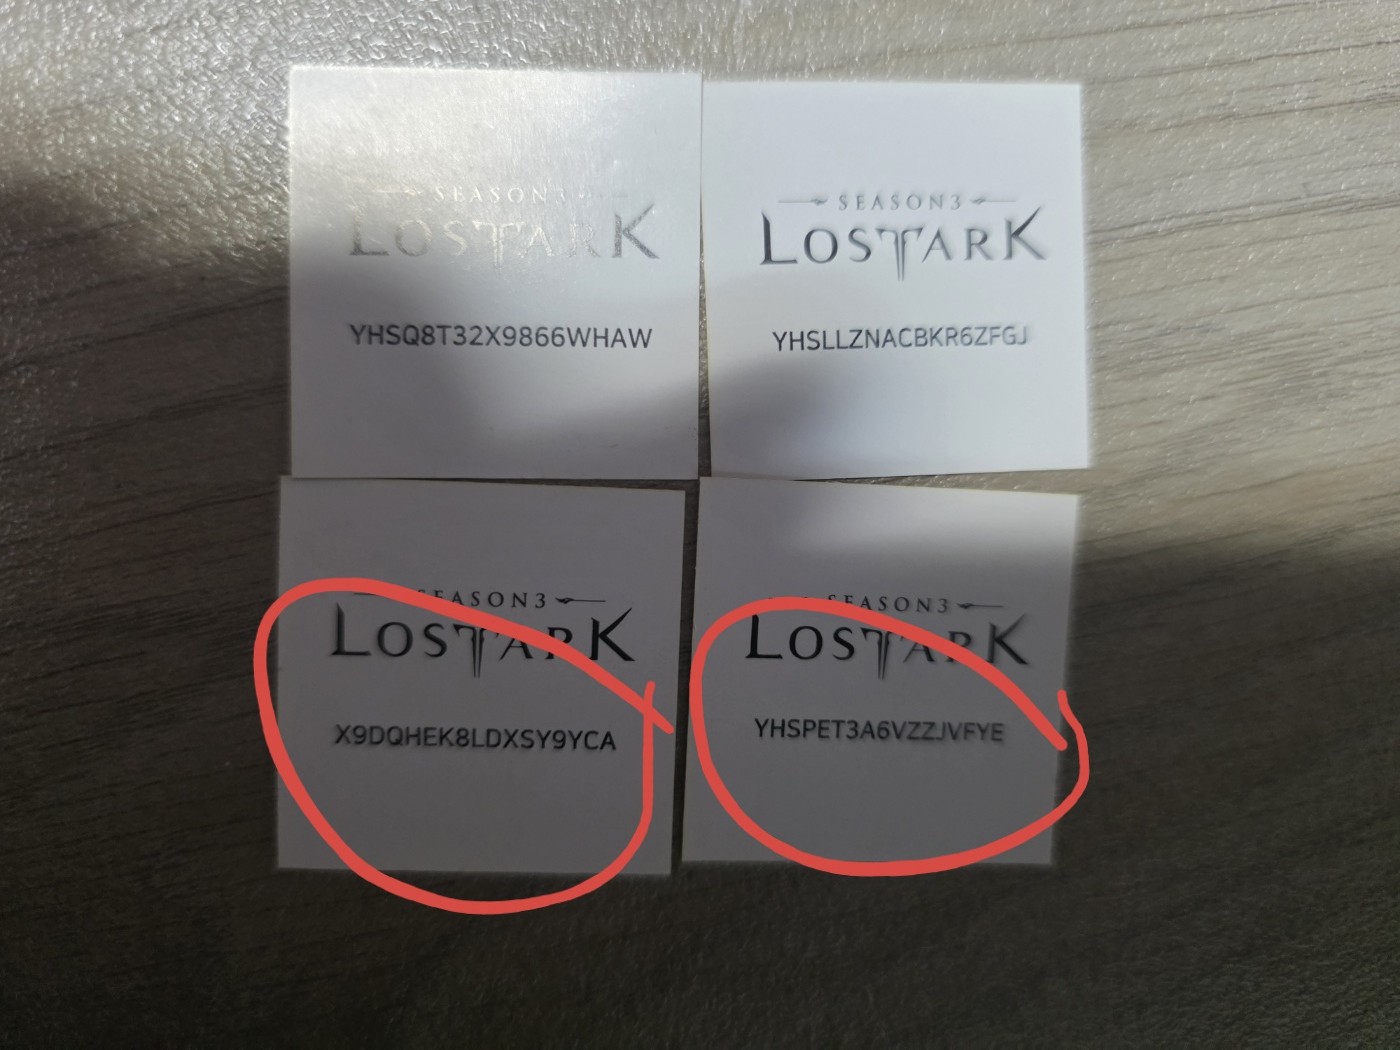 SEASON3
LOSTARK
YHSQ8T32X9866WHAW
SEASON3
LOSTARK
YHSLLZNACBKR6ZFGJ
SEASON3
LOSTARK
X9DQHEK8LDXSY9YCA
SEASON3
LOSTARK
YHSPET3A6VZZJVFYE